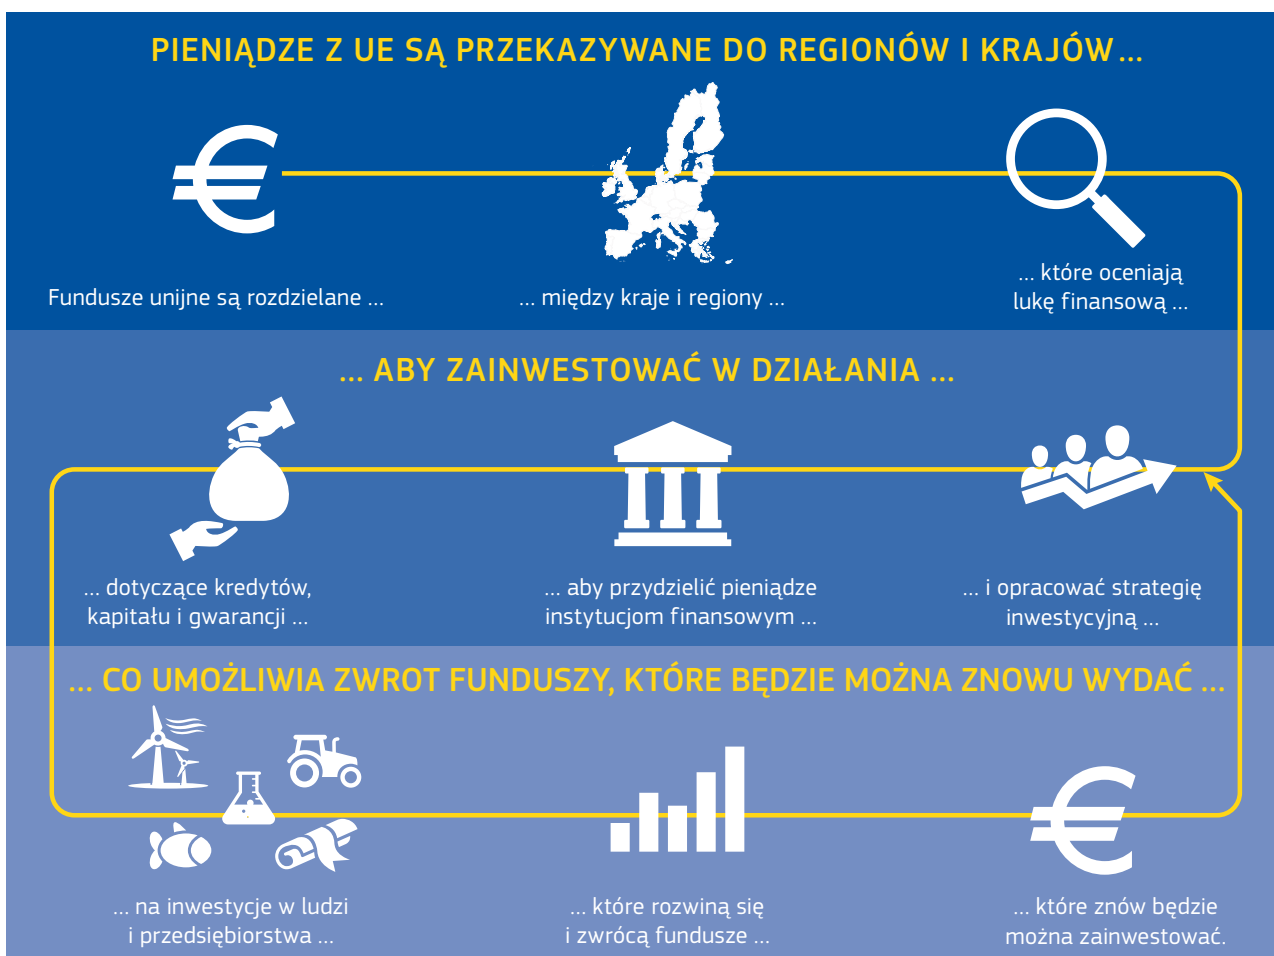 PIENIĄDZE Z UE SĄ PRZEKAZYWANE DO REGIONÓW I KRAJÓW ...
Fundusze unijne są rozdzielane ...
... między kraje i regiony ...
... które oceniają
lukę finansową ...
... ABY ZAINWESTOWAĆ W DZIAŁANIA ...
... dotyczące kredytów,
kapitału i gwarancji ...
... aby przydzielić pieniądze
instytucjom finansowym ...
... i opracować strategię
inwestycyjną ...
... CO UMOŻLIWIA ZWROT FUNDUSZY, KTÓRE BĘDZIE MOŻNA ZNOWU WYDAĆ ...
... na inwestycje w ludzi
i przedsiębiorstwa ...
... które rozwiną się
i zwrócą fundusze ...
... które znów będzie
można zainwestować.